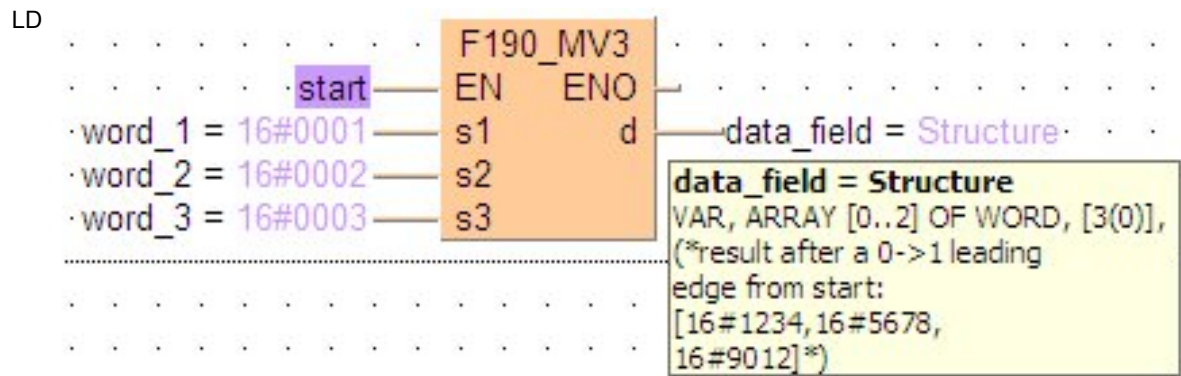 LD
F190_MV3
start EN ENO
word_1 = 16#0001 s1 d data_field = Structure
word_2 = 16#0002 s2
word_3 = 16#0003 s3
data_field = Structure
VAR, ARRAY [0..2] OF WORD, [3(0)],
(*result after a 0->1 leading
edge from start:
[16#1234,16#5678,
16#9012]*)